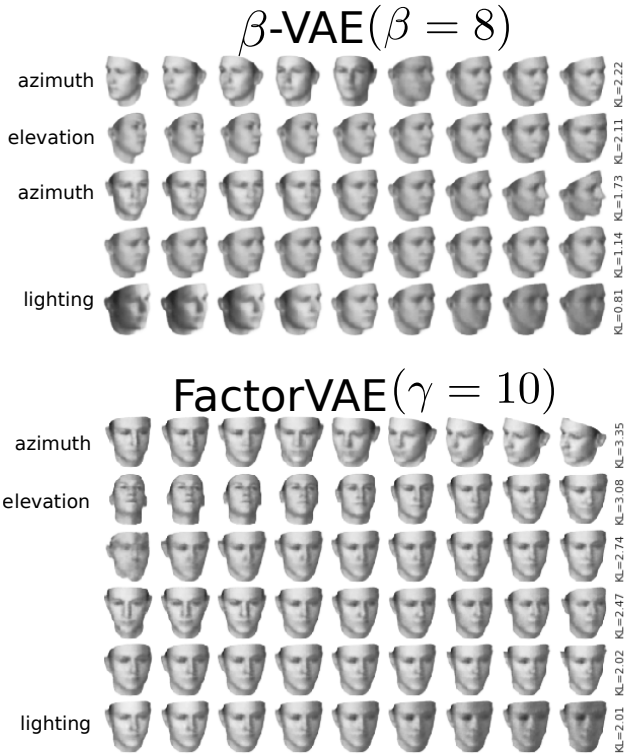 β-VAE(β = 8)
azimuth KL=2.22
elevation KL=2.11
azimuth KL=1.73
KL=1.14
lighting KL=0.81
FactorVAE(γ = 10)
azimuth KL=3.35
elevation KL=3.08
KL=2.74
KL=2.47
KL=2.02
lighting KL=2.01